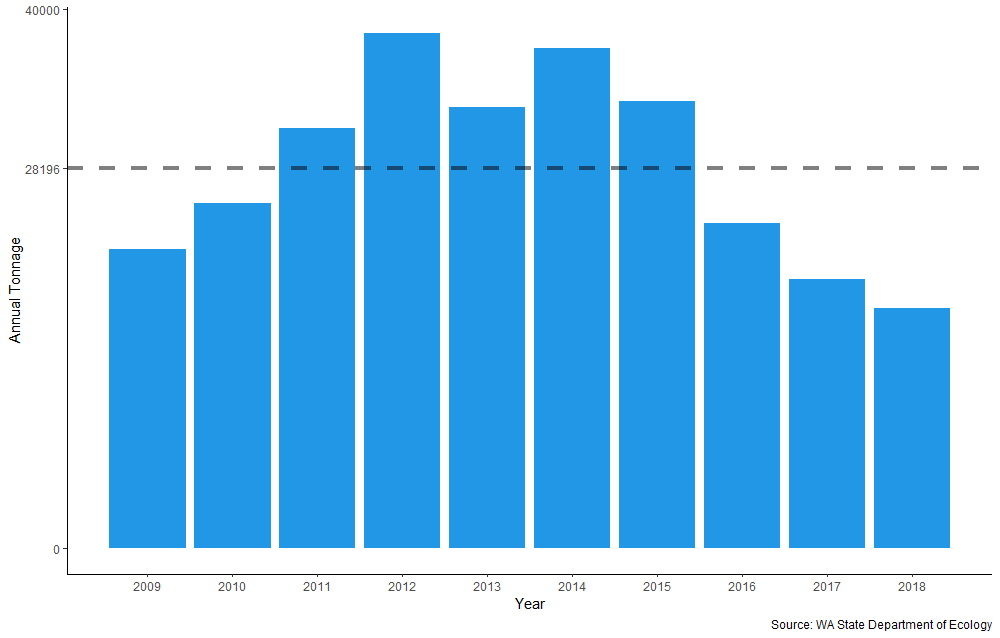 40000
28196
0
Annual Tonnage
2009 2010 2011 2012 2013 2014 2015 2016 2017 2018
Year
Source: WA State Department of Ecology